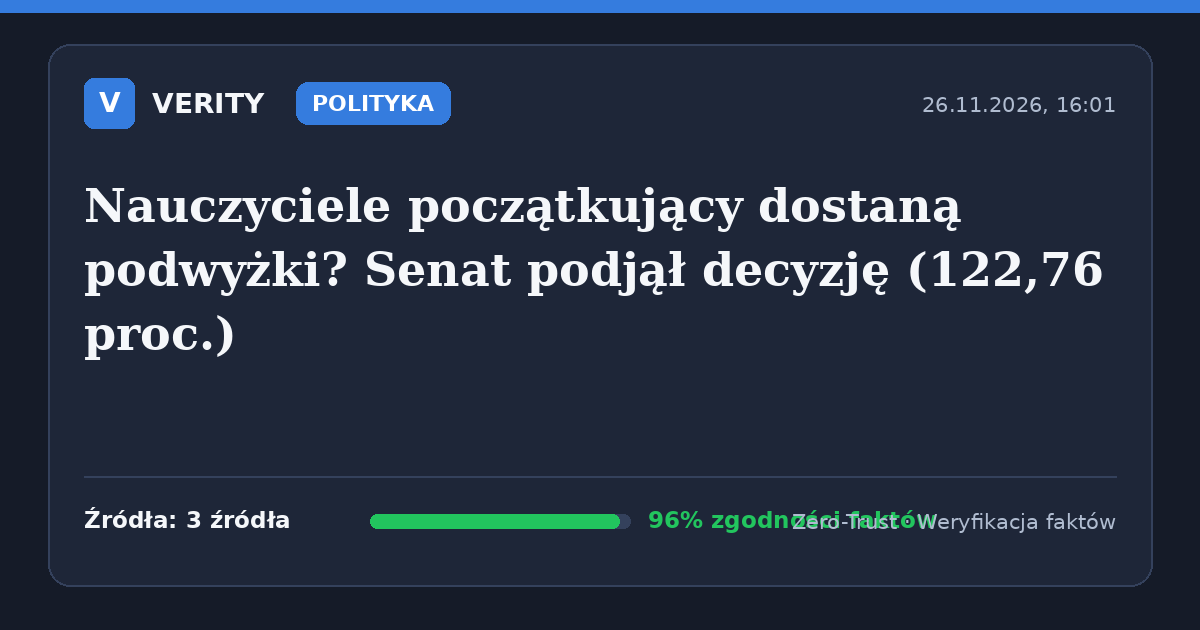 V VERITY POLITYKA 26.11.2026, 16:01
Nauczyciele początkujący dostaną
podwyżki? Senat podjął decyzję (122,76
proc.)
Źródła: 3 źródła 96% zgodności faktów Zero-Trust · Weryfikacja faktów